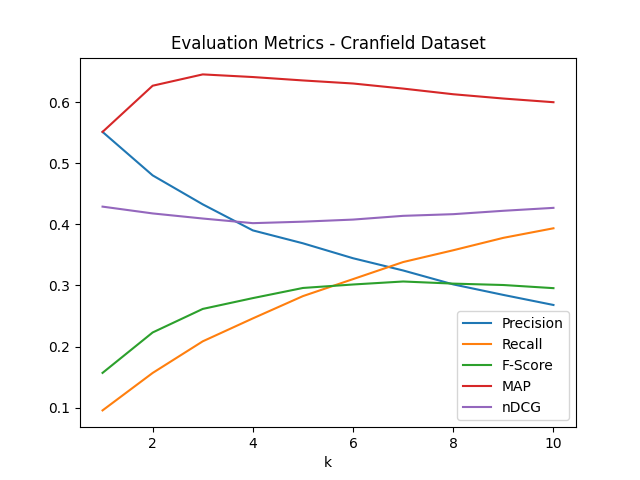 Evaluation Metrics - Cranfield Dataset
0.6
0.5
0.4
0.3
0.2
0.1
Precision
Recall
F-Score
MAP
nDCG
2 4 6 8 10
k